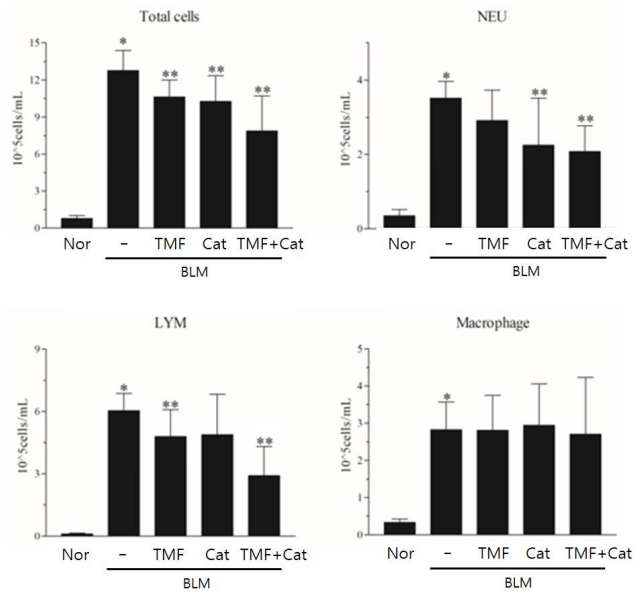 Total cells
15
12
9
6
3
0
10^5cells/mL
*
**
**
**
Nor
-
TMF
Cat
TMF+Cat
BLM
NEU
4
2
0
10^5cells/mL
*
**
**
Nor
-
TMF
Cat
TMF+Cat
BLM
LYM
9
6
3
0
10^5cells/mL
*
**
**
Nor
-
TMF
Cat
TMF+Cat
BLM
Macrophage
5
4
3
2
1
0
10^5cells/mL
*
Nor
-
TMF
Cat
TMF+Cat
BLM